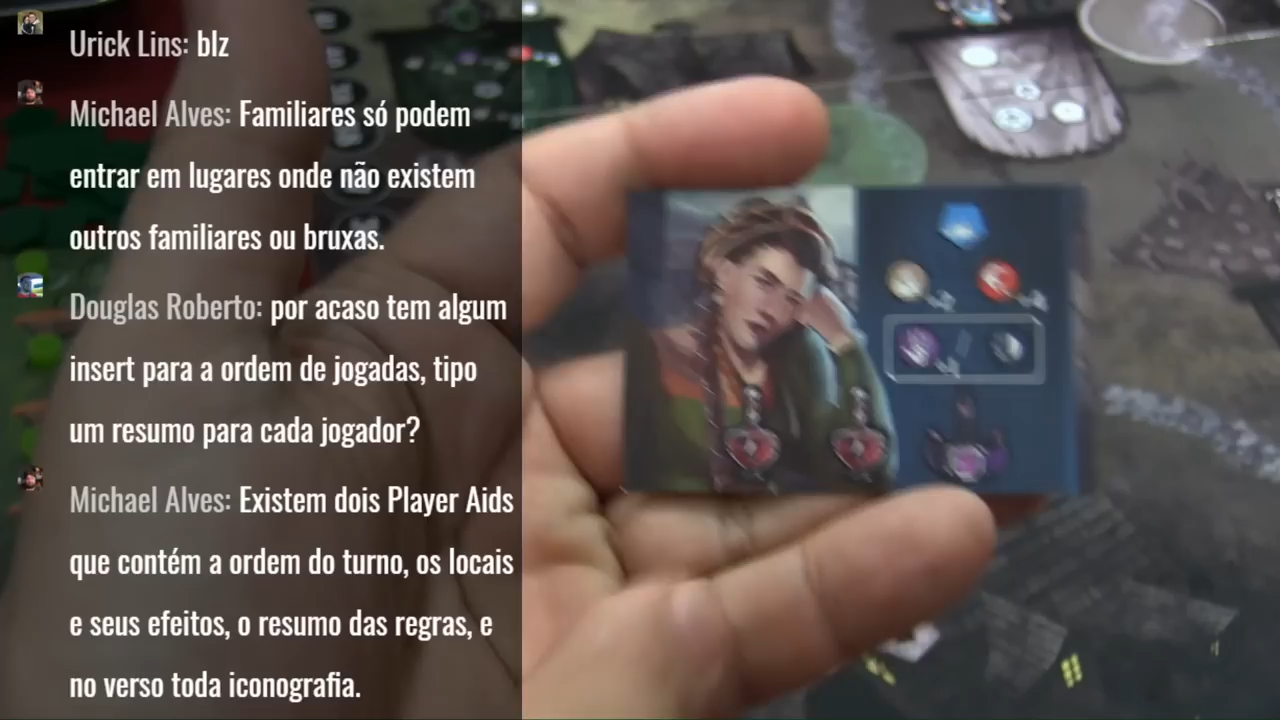 Urick Lins: blz
Michael Alves: Familiares só podem
entrar em lugares onde não existem
outros familiares ou bruxas.
Douglas Roberto: por acaso tem algum
insert para a ordem de jogadas, tipo
um resumo para cada jogador?
Michael Alves: Existem dois Player Aids
que contém a ordem do turno, os locais
e seus efeitos, o resumo das regras, e
no verso toda iconografia.